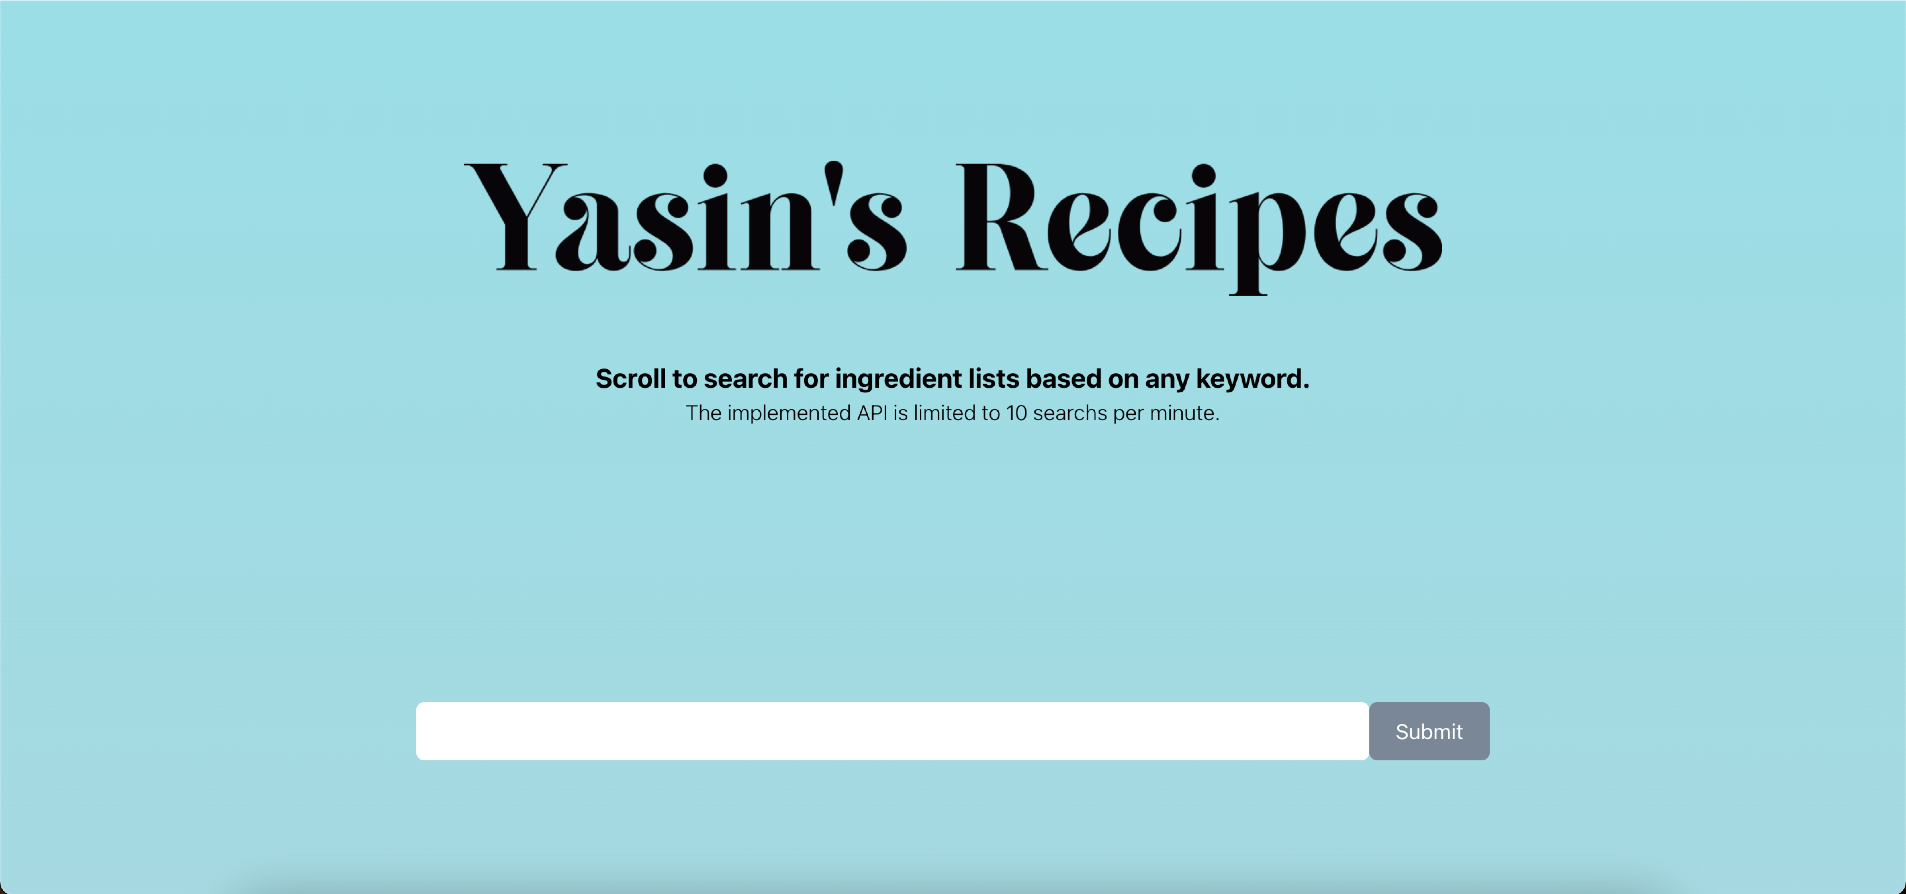 Yasin's Recipes
Scroll to search for ingredient lists based on any keyword.
The implemented API is limited to 10 searchs per minute.
Submit